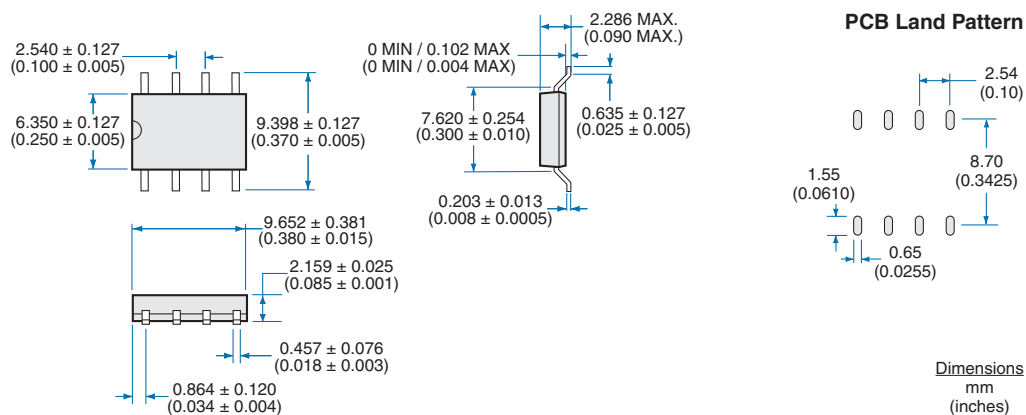 2.540 ± 0.127
(0.100 ± 0.005)
6.350 ± 0.127
(0.250 ± 0.005)
9.398 ± 0.127
(0.370 ± 0.005)
9.652 ± 0.381
(0.380 ± 0.015)
2.159 ± 0.025
(0.085 ± 0.001)
0.457 ± 0.076
(0.018 ± 0.003)
0.864 ± 0.120
(0.034 ± 0.004)
2.286 MAX.
(0.090 MAX.)
0 MIN / 0.102 MAX
(0 MIN / 0.004 MAX)
7.620 ± 0.254
(0.300 ± 0.010)
0.635 ± 0.127
(0.025 ± 0.005)
0.203 ± 0.013
(0.008 ± 0.0005)
PCB Land Pattern
2.54
(0.10)
8.70
(0.3425)
1.55
(0.0610)
0.65
(0.0255)
Dimensions
mm
(inches)